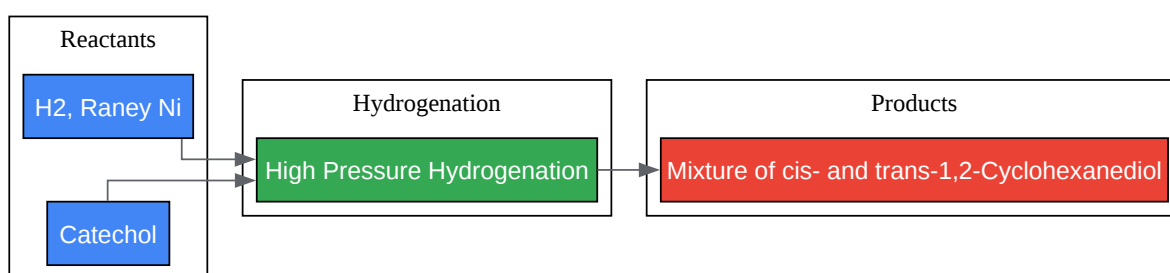 Reactants
H2, Raney Ni
Catechol
Hydrogenation
High Pressure Hydrogenation
Products
Mixture of cis- and trans-1,2-Cyclohexanediol